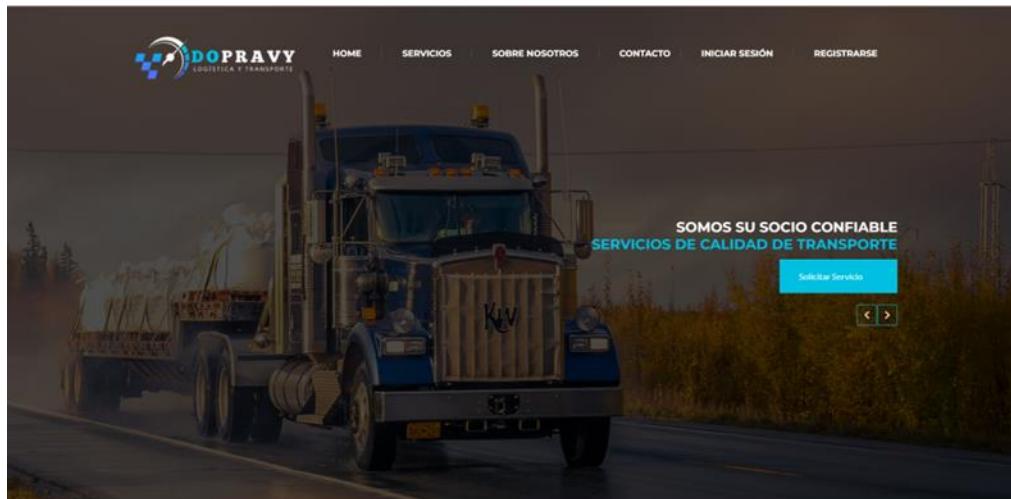 DOPRAVY
LOGÍSTICA Y TRANSPORTE
HOME
SERVICIOS
SOBRE NOSOTROS
CONTACTO
INICIAR SESIÓN
REGISTRARSE
SOMOS SU SOCIO CONFIABLE
SERVICIOS DE CALIDAD DE TRANSPORTE
Solicitar Servicio
KLV